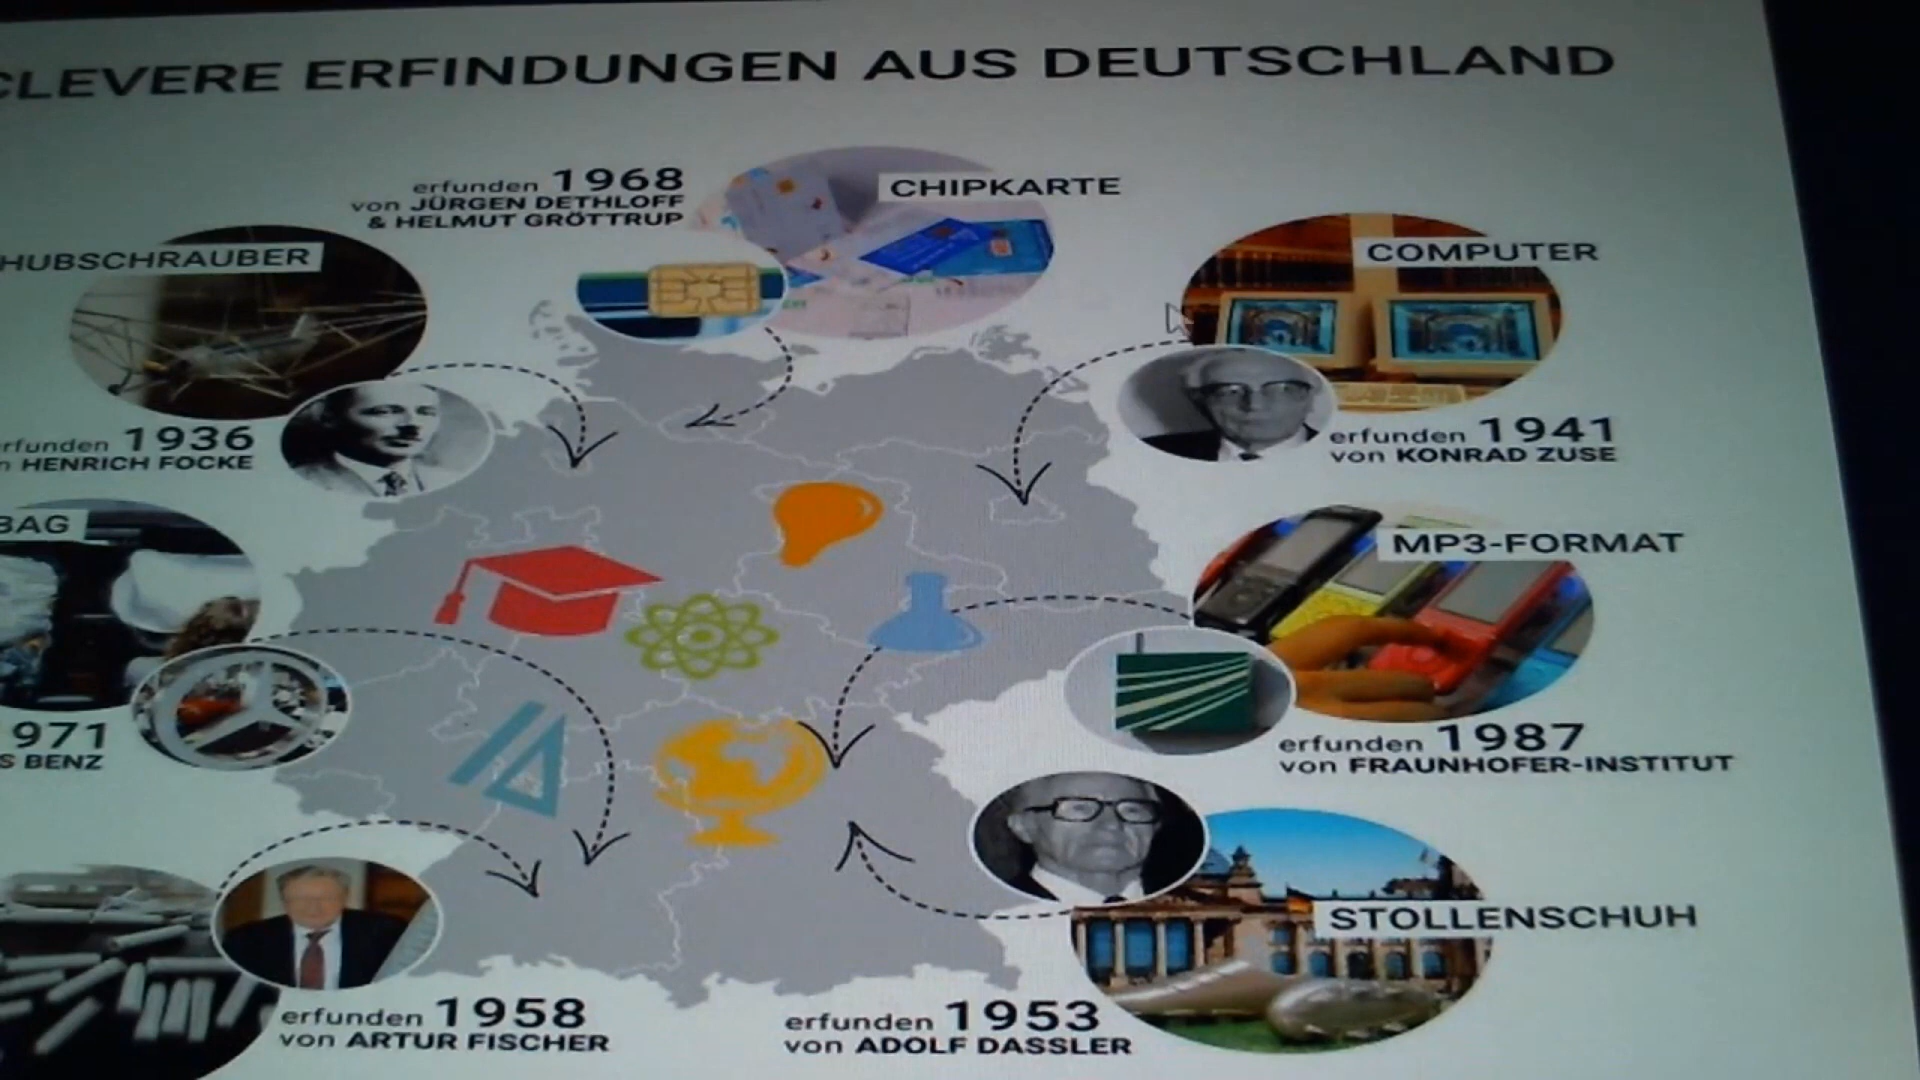 CLEVERE ERFINDUNGEN AUS DEUTSCHLAND
erfunden 1968
von JÜRGEN DETHLOFF
& HELMUT GRÖTTRUP
CHIPKARTE
HUBSCHRAUBER
COMPUTER
erfunden 1936
HENRICH FOCKE
erfunden 1941
von KONRAD ZUSE
BAG
MP3-FORMAT
971
S BENZ
erfunden 1987
von FRAUNHOFER-INSTITUT
STOLLENSCHUH
erfunden 1958
von ARTUR FISCHER
erfunden 1953
von ADOLF DASSLER